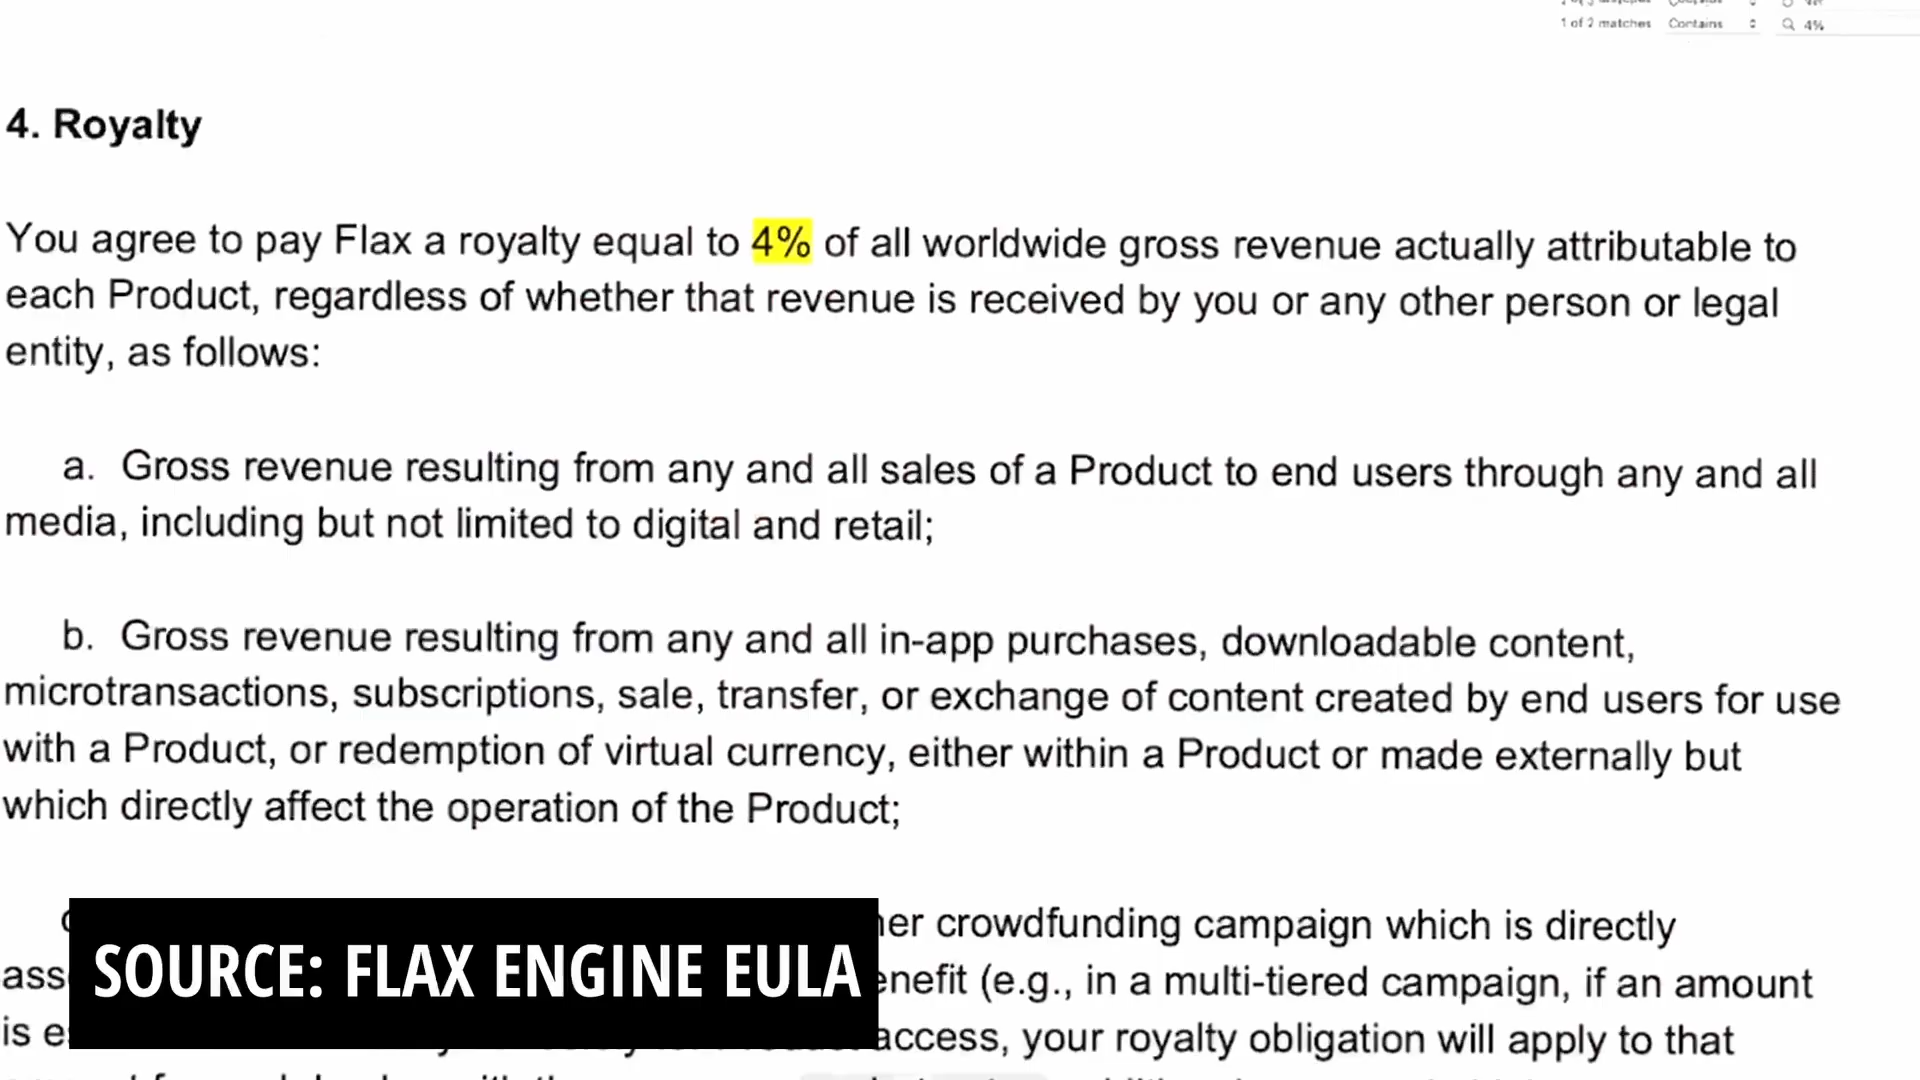 1 of 2 matches Contains 4%
4. Royalty
You agree to pay Flax a royalty equal to 4% of all worldwide gross revenue actually attributable to
each Product, regardless of whether that revenue is received by you or any other person or legal
entity, as follows:
a. Gross revenue resulting from any and all sales of a Product to end users through any and all
media, including but not limited to digital and retail;
b. Gross revenue resulting from any and all in-app purchases, downloadable content,
microtransactions, subscriptions, sale, transfer, or exchange of content created by end users for use
with a Product, or redemption of virtual currency, either within a Product or made externally but
which directly affect the operation of the Product;
crowdfunding campaign which is directly
SOURCE: FLAX ENGINE EULA
(e.g., in a multi-tiered campaign, if an amount
is access, your royalty obligation will apply to that